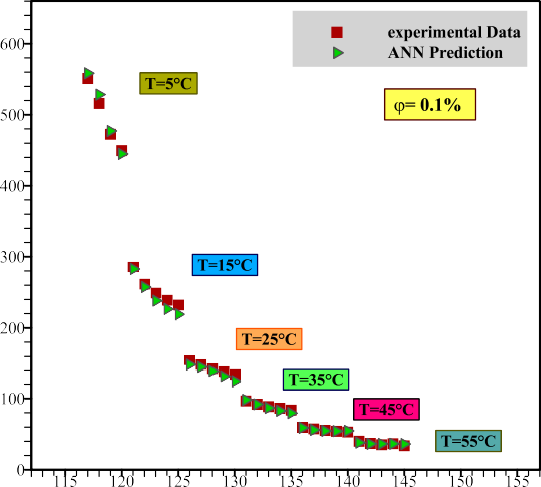 experimental Data
ANN Prediction
T=5°C
φ= 0.1%
T=15°C
T=25°C
T=35°C
T=45°C
T=55°C
600
500
400
300
200
100
0
115 120 125 130 135 140 145 150 155